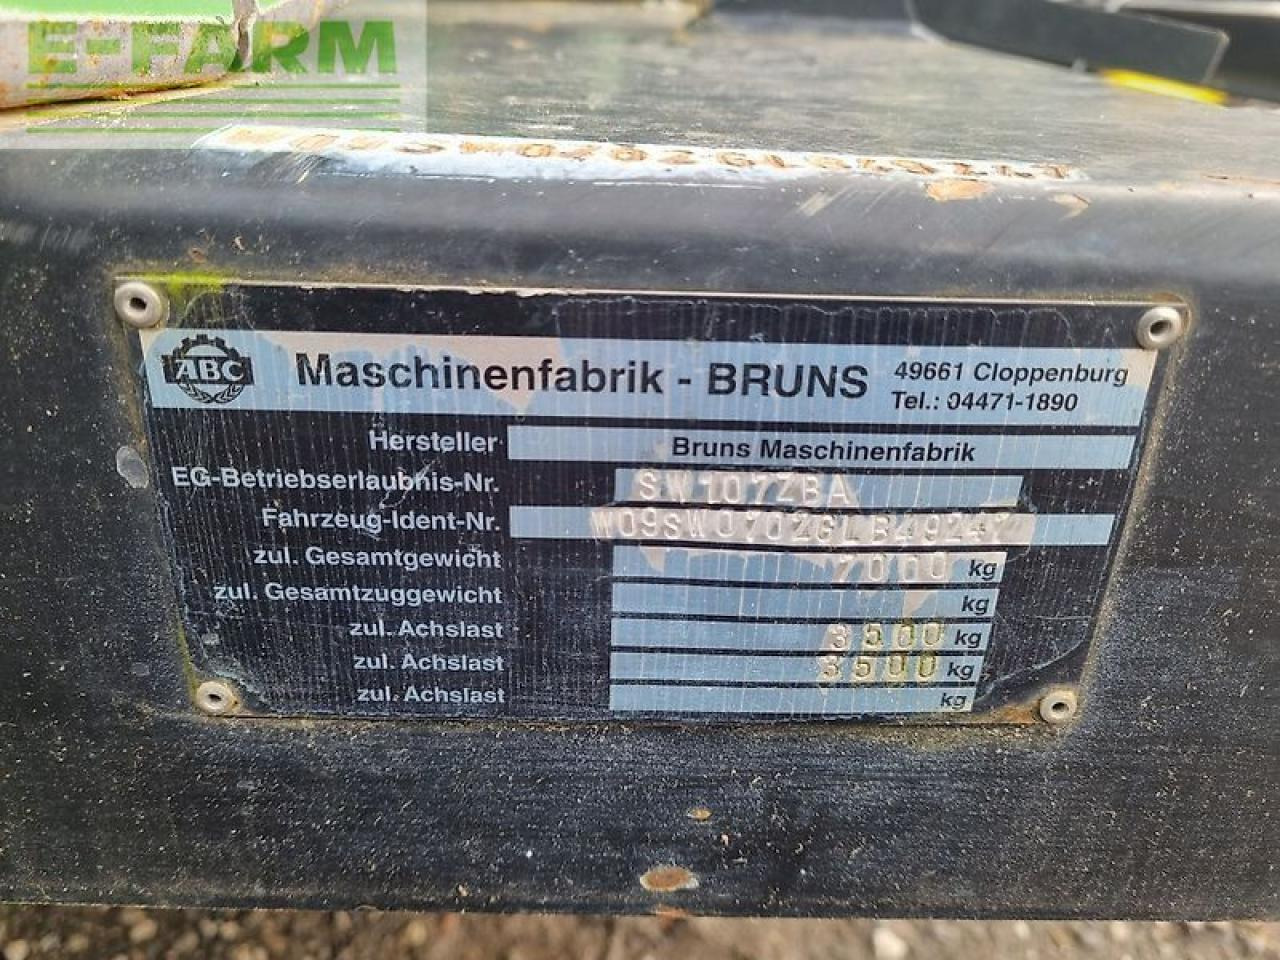 E-FARM
ABC Maschinenfabrik - BRUNS 49661 Cloppenburg
Tel.: 04471-1890
Hersteller Bruns Maschinenfabrik
EG-Betriebserlaubnis-Nr. SW107ZBA
Fahrzeug-Ident-Nr.
zul. Gesamtgewicht 7000 kg
zul. Gesamtzuggewicht kg
zul. Achslast 3500 kg
zul. Achslast 3500 kg
zul. Achslast kg